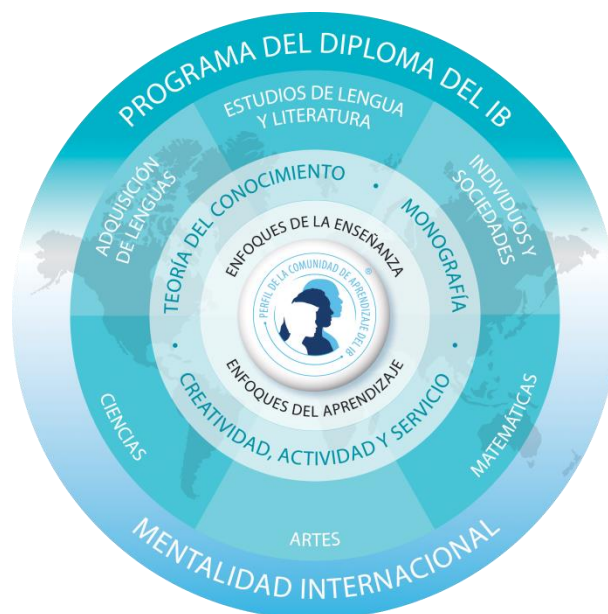 PROGRAMA DEL DIPLOMA DEL IB
ESTUDIOS DE LENGUA
Y LITERATURA
ADQUISICIÓN
DE LENGUAS
INDIVIDUOS Y
SOCIEDADES
TEORÍA DEL CONOCIMIENTO
•
MONOGRAFÍA
•
CREATIVIDAD, ACTIVIDAD Y SERVICIO
•
ENFOQUES DE LA ENSEÑANZA
PERFIL DE LA COMUNIDAD DE APRENDIZAJE DEL IB
®
ENFOQUES DEL APRENDIZAJE
CIENCIAS
MATEMÁTICAS
ARTES
MENTALIDAD INTERNACIONAL